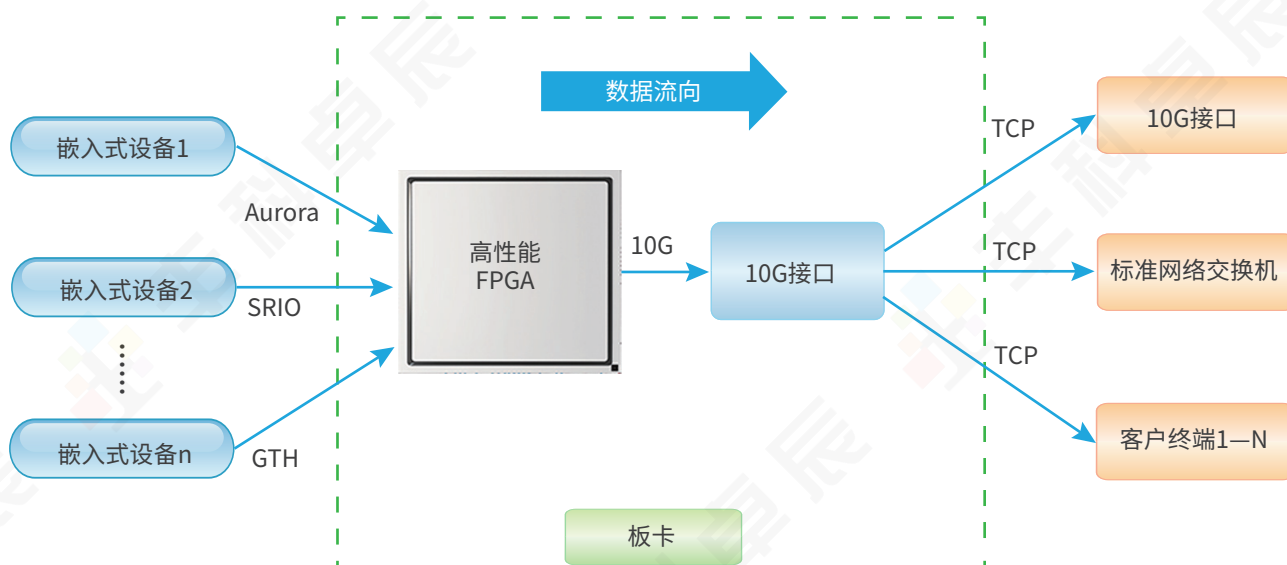 数据流向
嵌入式设备1
Aurora
嵌入式设备2
SRIO
嵌入式设备n
GTH
高性能
FPGA
10G
10G接口
TCP
10G接口
TCP
标准网络交换机
TCP
客户终端1—N
板卡